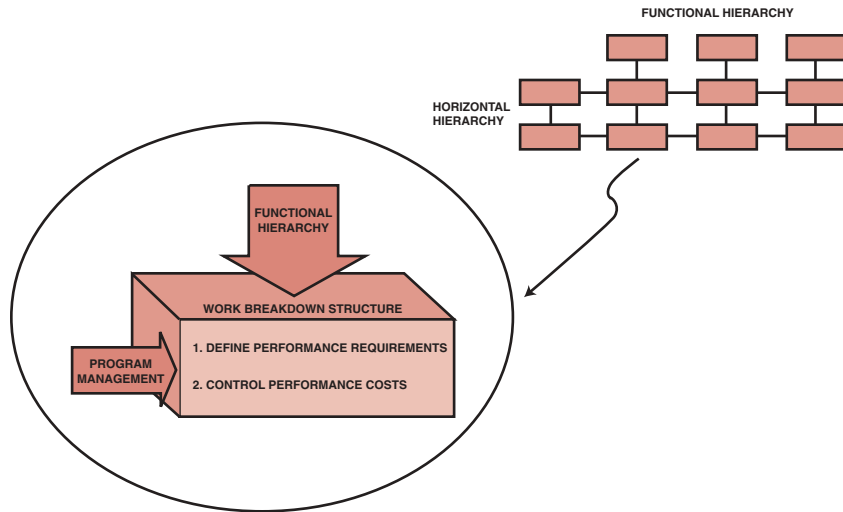 FUNCTIONAL HIERARCHY
HORIZONTAL
HIERARCHY
FUNCTIONAL
HIERARCHY
WORK BREAKDOWN STRUCTURE
1. DEFINE PERFORMANCE REQUIREMENTS
PROGRAM
MANAGEMENT
2. CONTROL PERFORMANCE COSTS